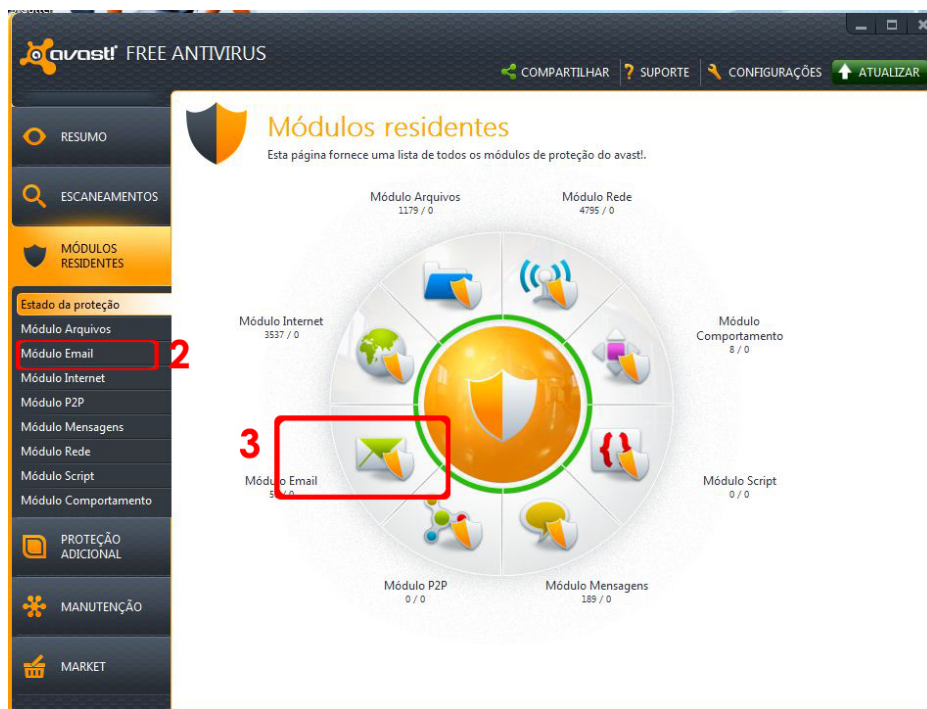 avast! FREE ANTIVIRUS
COMPARTILHAR
SUPORTE
CONFIGURAÇÕES
ATUALIZAR
RESUMO
ESCANEAMENTOS
MÓDULOS
RESIDENTES
Estado da proteção
Módulo Arquivos
Módulo Email
2
Módulo Internet
Módulo P2P
Módulo Mensagens
Módulo Rede
Módulo Script
Módulo Comportamento
PROTEÇÃO
ADICIONAL
MANUTENÇÃO
MARKET
Módulos residentes
Esta página fornece uma lista de todos os módulos de proteção do avast!.
Módulo Arquivos
1179 / 0
Módulo Rede
4795 / 0
Módulo Internet
3537 / 0
Módulo
Comportamento
8 / 0
3
Módulo Email
Módulo Script
0 / 0
Módulo P2P
0 / 0
Módulo Mensagens
189 / 0